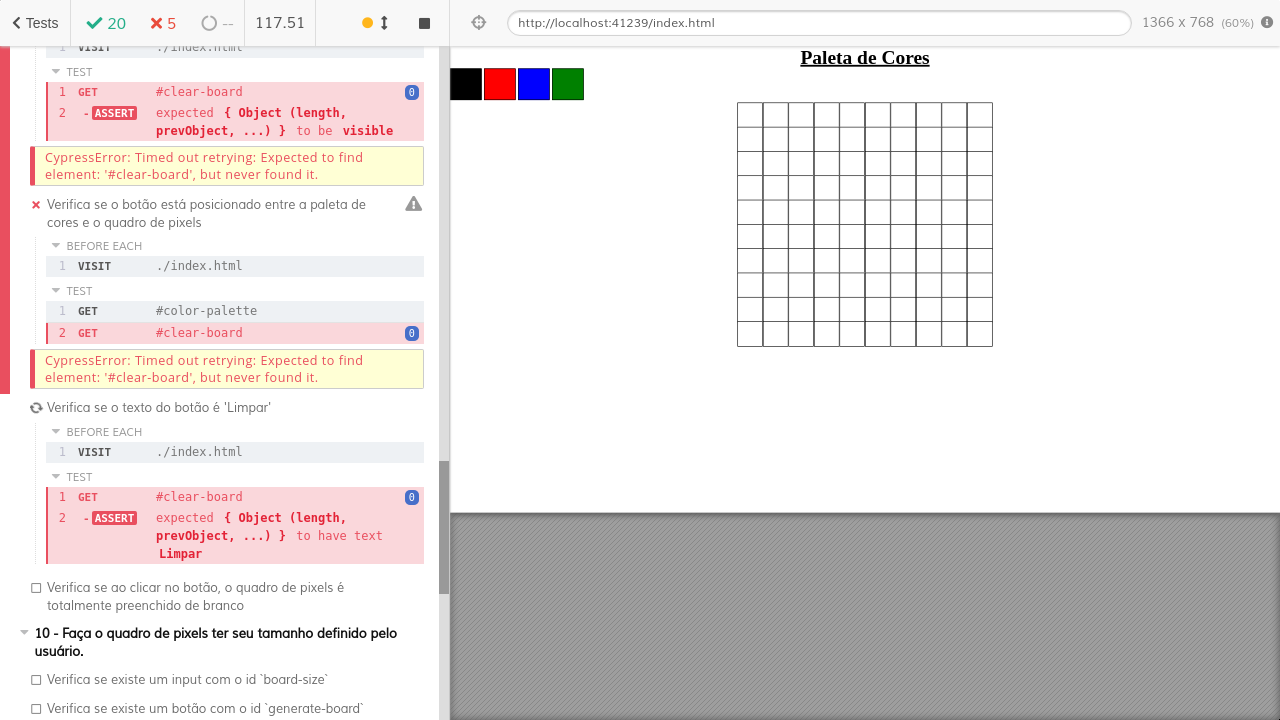 Tests
20
5
--
117.51
http://localhost:41239/index.html
1366 x 768 (60%)
1 VISIT ./index.html
TEST
1 GET #clear-board 0
2 -ASSERT expected { Object (length,
prevObject, ...) } to be visible
CypressError: Timed out retrying: Expected to find
element: '#clear-board', but never found it.
Verifica se o botão está posicionado entre a paleta de
cores e o quadro de pixels
BEFORE EACH
1 VISIT ./index.html
TEST
1 GET #color-palette
2 GET #clear-board 0
CypressError: Timed out retrying: Expected to find
element: '#clear-board', but never found it.
Verifica se o texto do botão é 'Limpar'
BEFORE EACH
1 VISIT ./index.html
TEST
1 GET #clear-board 0
2 -ASSERT expected { Object (length,
prevObject, ...) } to have text
Limpar
Verifica se ao clicar no botão, o quadro de pixels é
totalmente preenchido de branco
10 - Faça o quadro de pixels ter seu tamanho definido pelo
usuário.
Verifica se existe um input com o id `board-size`
Verifica se existe um botão com o id `generate-board`
Paleta de Cores